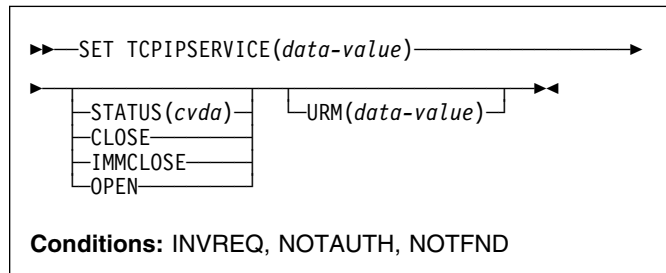 SET TCPIPSERVICE(data-value)
STATUS(cvda) URM(data-value)
CLOSE
IMMCLOSE
OPEN
Conditions: INVREQ, NOTAUTH, NOTFND